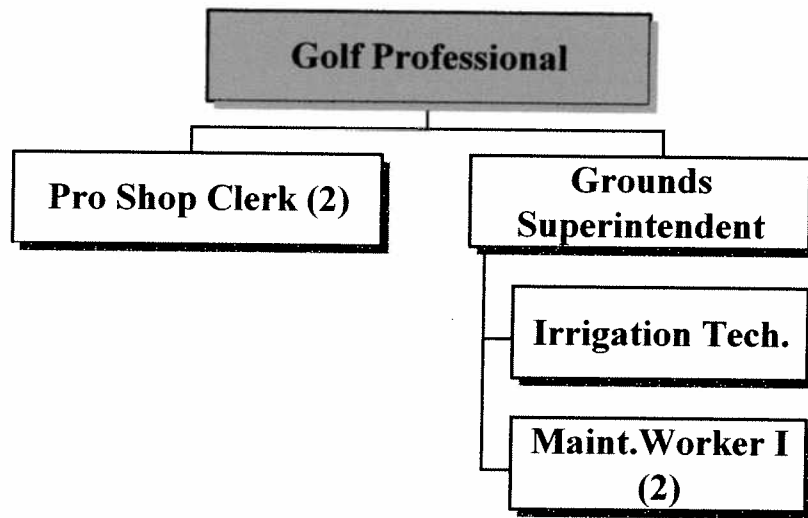 Golf Professional
Pro Shop Clerk (2)
Grounds
Superintendent
Irrigation Tech.
Maint.Worker I
(2)